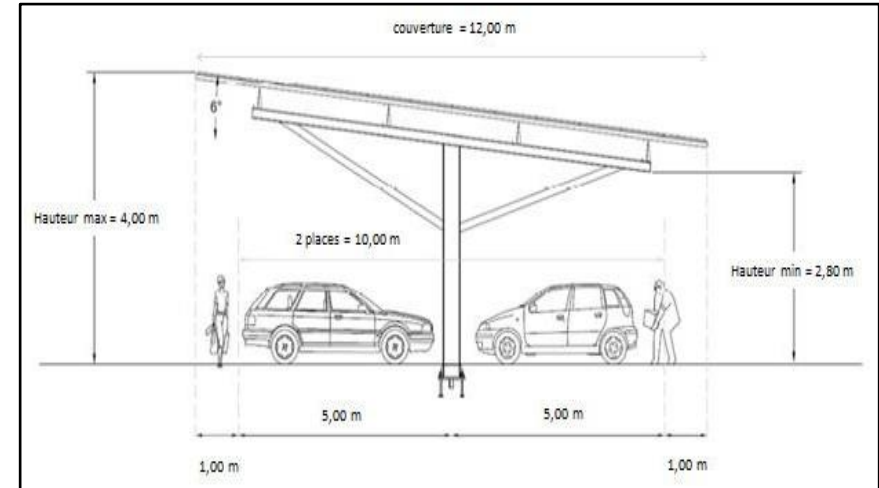 couverture = 12,00 m
6°
Hauteur max = 4,00 m
2 places = 10,00 m
Hauteur min = 2,80 m
5,00 m
5,00 m
1,00 m
1,00 m